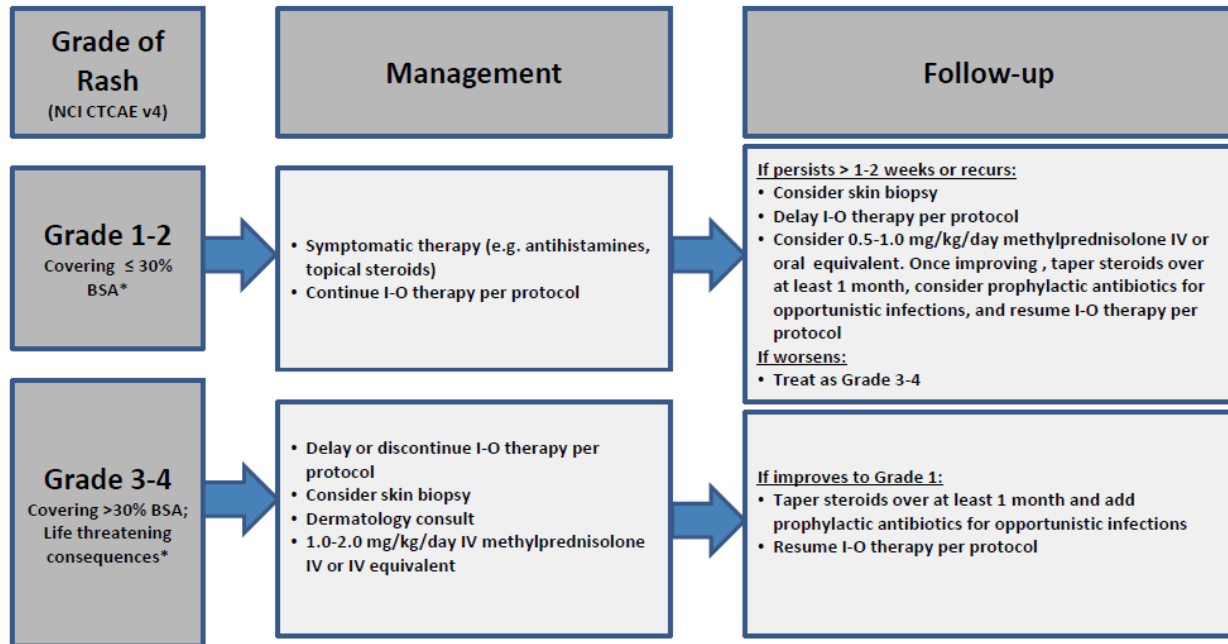 Grade of
Rash
(NCI CTCAE v4)
Management
Follow-up
Grade 1-2
Covering ≤ 30%
BSA*
• Symptomatic therapy (e.g. antihistamines,
topical steroids)
• Continue I-O therapy per protocol
If persists > 1-2 weeks or recurs:
• Consider skin biopsy
• Delay I-O therapy per protocol
• Consider 0.5-1.0 mg/kg/day methylprednisolone IV or
oral equivalent. Once improving , taper steroids over
at least 1 month, consider prophylactic antibiotics for
opportunistic infections, and resume I-O therapy per
protocol
If worsens:
• Treat as Grade 3-4
Grade 3-4
Covering >30% BSA;
Life threatening
consequences*
• Delay or discontinue I-O therapy per
protocol
• Consider skin biopsy
• Dermatology consult
• 1.0-2.0 mg/kg/day IV methylprednisolone
IV or IV equivalent
If improves to Grade 1:
• Taper steroids over at least 1 month and add
prophylactic antibiotics for opportunistic infections
• Resume I-O therapy per protocol